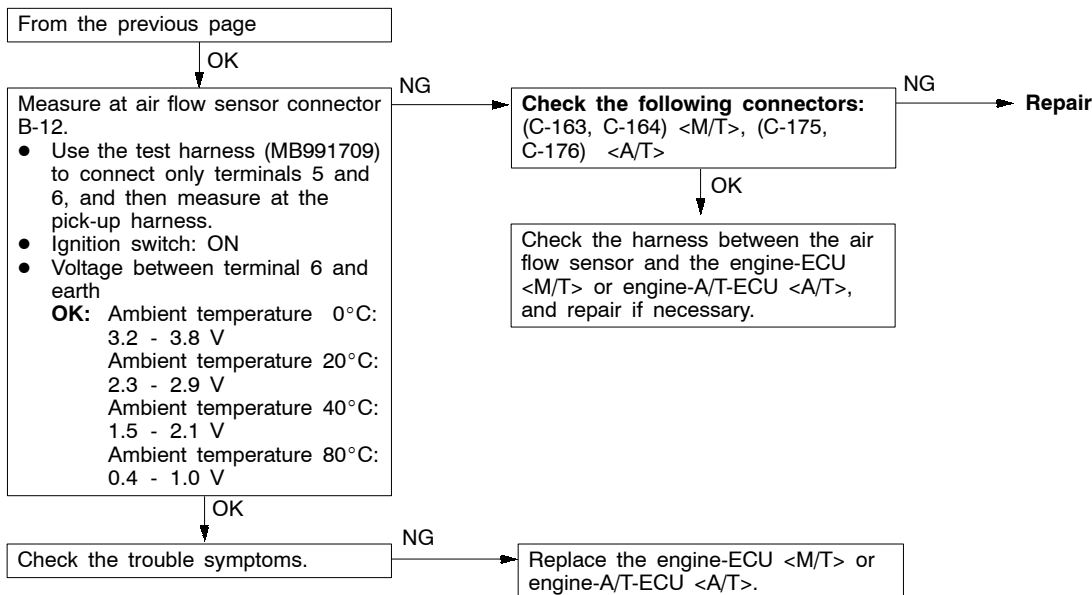 From the previous page
OK
Measure at air flow sensor connector
B-12.
● Use the test harness (MB991709)
to connect only terminals 5 and
6, and then measure at the
pick-up harness.
● Ignition switch: ON
● Voltage between terminal 6 and
earth
OK: Ambient temperature 0°C:
3.2 - 3.8 V
Ambient temperature 20°C:
2.3 - 2.9 V
Ambient temperature 40°C:
1.5 - 2.1 V
Ambient temperature 80°C:
0.4 - 1.0 V
NG
Check the following connectors:
(C-163, C-164) <M/T>, (C-175,
C-176) <A/T>
NG
Repair
OK
Check the harness between the air
flow sensor and the engine-ECU
<M/T> or engine-A/T-ECU <A/T>,
and repair if necessary.
OK
Check the trouble symptoms.
NG
Replace the engine-ECU <M/T> or
engine-A/T-ECU <A/T>.